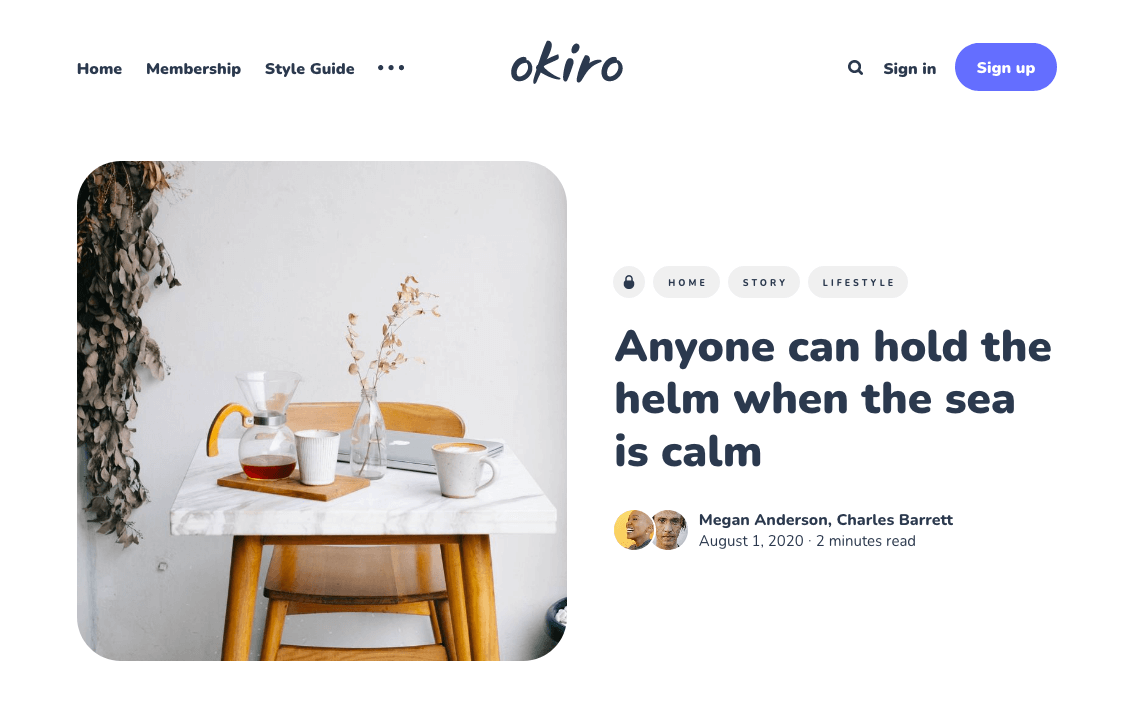 Home Membership Style Guide
okiro
Sign in Sign up
HOME STORY LIFESTYLE
Anyone can hold the
helm when the sea
is calm
Megan Anderson, Charles Barrett
August 1, 2020 · 2 minutes read